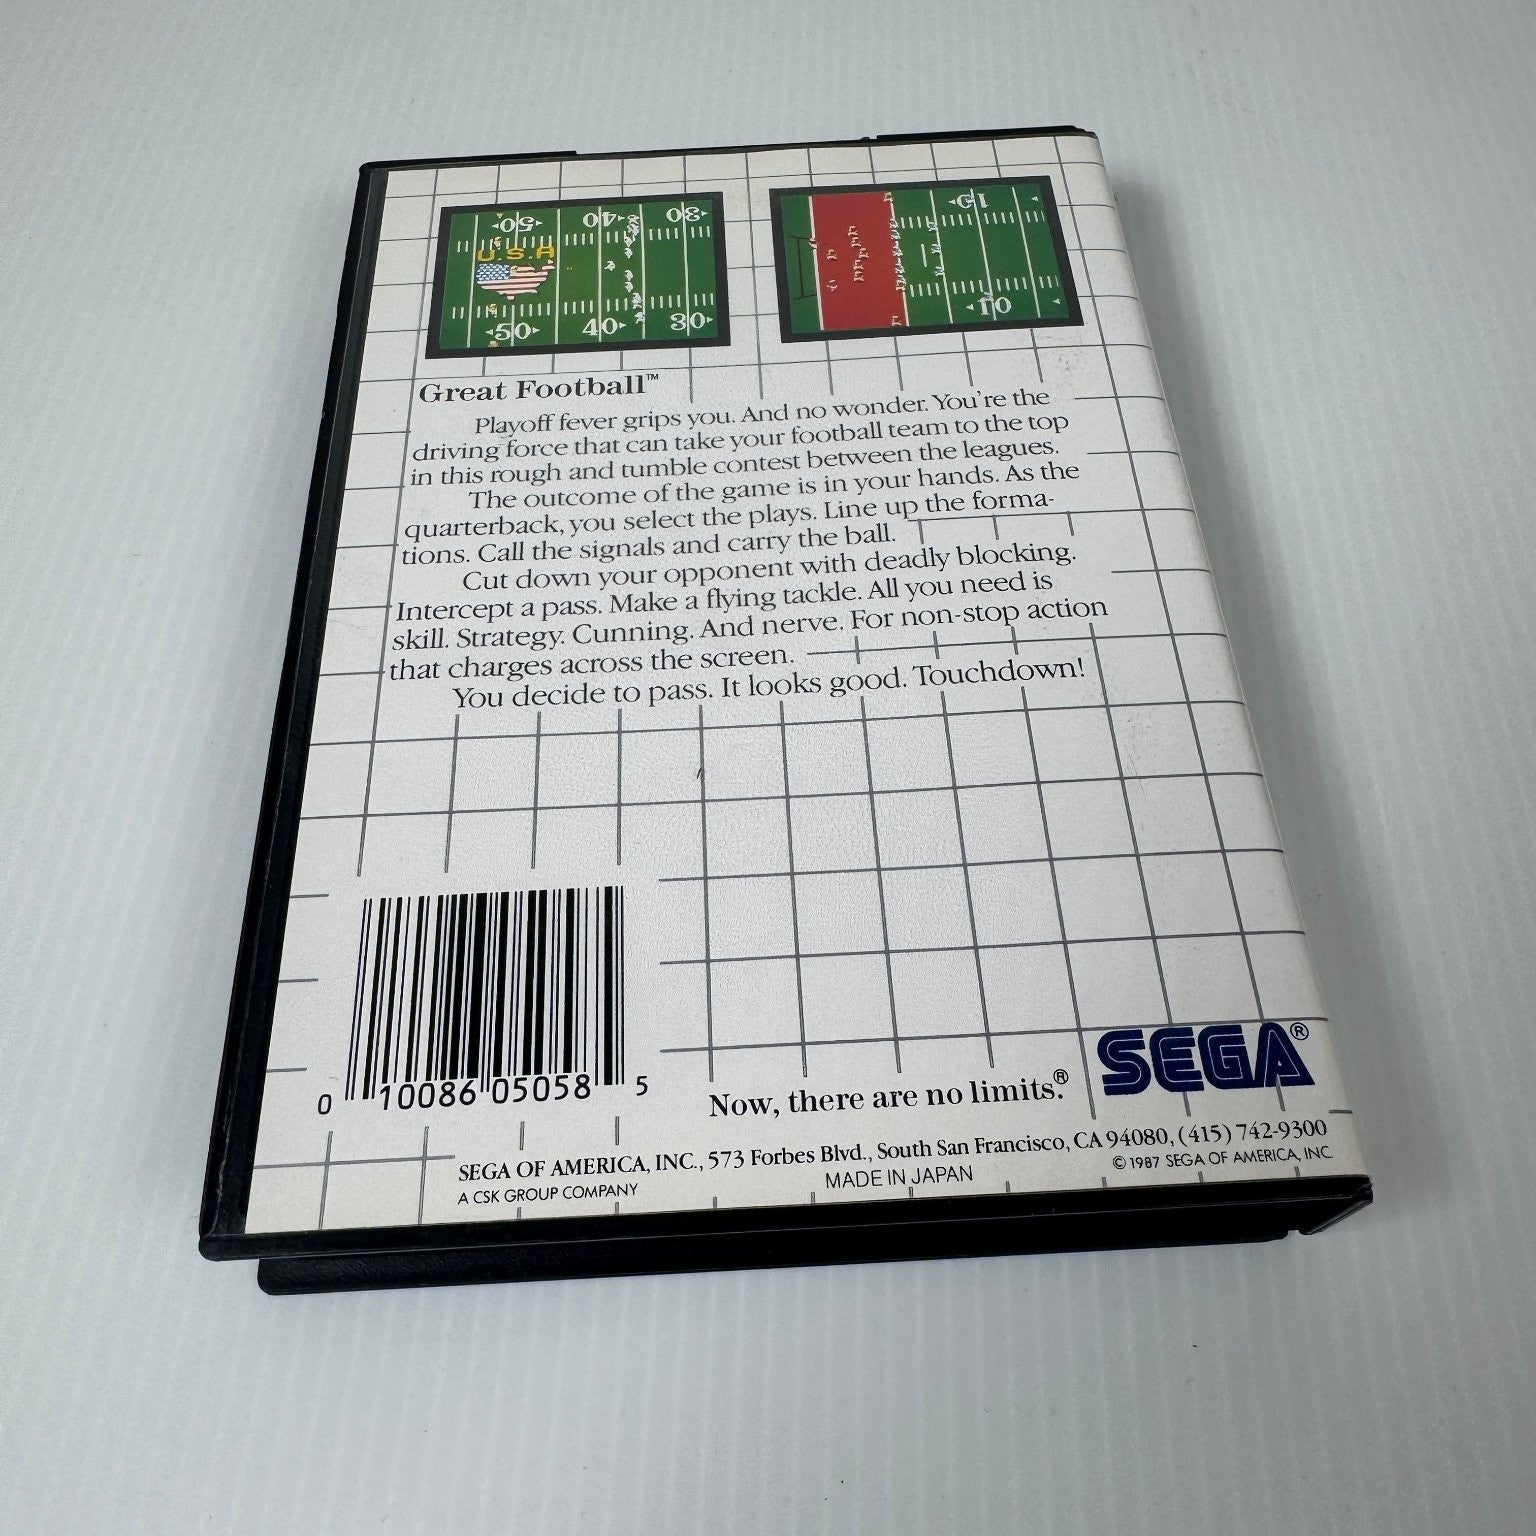 ◂50▸ 40▸ 30▸
U.S.A
◂50▸ 40▸ 30▸
◂10
◂10
Great Football™
Playoff fever grips you. And no wonder. You're the
driving force that can take your football team to the top
in this rough and tumble contest between the leagues.
The outcome of the game is in your hands. As the
quarterback, you select the plays. Line up the forma-
tions. Call the signals and carry the ball.
Cut down your opponent with deadly blocking.
Intercept a pass. Make a flying tackle. All you need is
skill. Strategy. Cunning. And nerve. For non-stop action
that charges across the screen.
You decide to pass. It looks good. Touchdown!
0 10086 05058 5
Now, there are no limits.®
SEGA®
SEGA OF AMERICA, INC., 573 Forbes Blvd., South San Francisco, CA 94080, (415) 742-9300
A CSK GROUP COMPANY
MADE IN JAPAN
© 1987 SEGA OF AMERICA, INC.